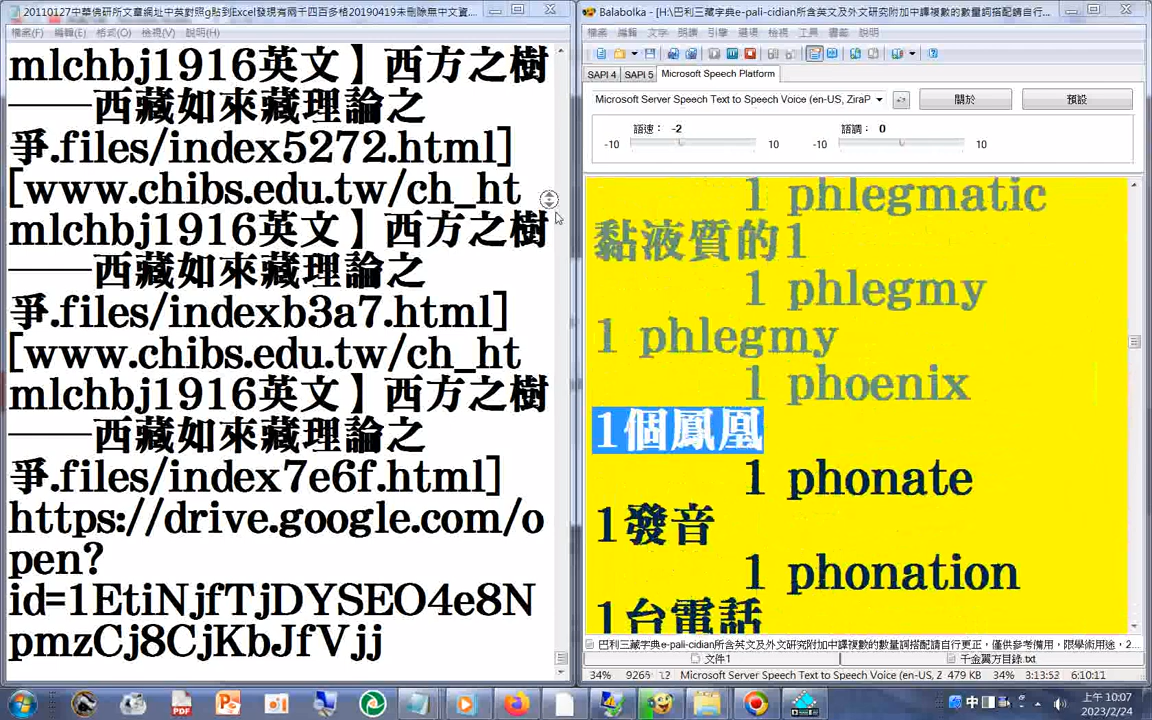 20110127中華佛研所文章網址中英對照g貼到Excel發現有兩千四百多格20190419未刪除無中文資...
檔案(F) 編輯(E) 格式(O) 檢視(V) 說明(H)
mlchbj1916英文】西方之樹
——西藏如來藏理論之
爭.files/index5272.html]
[www.chibs.edu.tw/ch_ht
mlchbj1916英文】西方之樹
——西藏如來藏理論之
爭.files/indexb3a7.html]
[www.chibs.edu.tw/ch_ht
mlchbj1916英文】西方之樹
——西藏如來藏理論之
爭.files/index7e6f.html]
https://drive.google.com/o
pen?
id=1EtiNjfTjDYSEO4e8N
pmzCj8CjKbJfVjj
Balabolka - [H:\巴利三藏字典e-pali-cidian所含英文及外文研究附加中譯複數的數量詞搭配請自行...
檔案 編輯 文字 朗讀 引擎 選項 檢視 工具 書籤 說明
SAPI 4 SAPI 5 Microsoft Speech Platform
Microsoft Server Speech Text to Speech Voice (en-US, ZiraP 關於 預設
語速： -2 語調： 0
-10 10 -10 10
1 phlegmatic
黏液質的1
1 phlegmy
1 phlegmy
1 phoenix
1個鳳凰
1 phonate
1發音
1 phonation
1台電話
巴利三藏字典e-pali-cidian所含英文及外文研究附加中譯複數的數量詞搭配請自行更正，僅供參考備用，限學術用途，2...
文件1 千金翼方目錄.txt
34% Microsoft Server Speech Text to Speech Voice (en-US, Z 479 KB 3:13:52 6:10:11
中
上午 10:07
2023/2/24